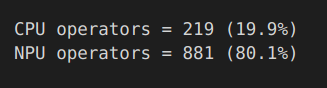 CPU operators = 219 (19.9%)
NPU operators = 881 (80.1%)